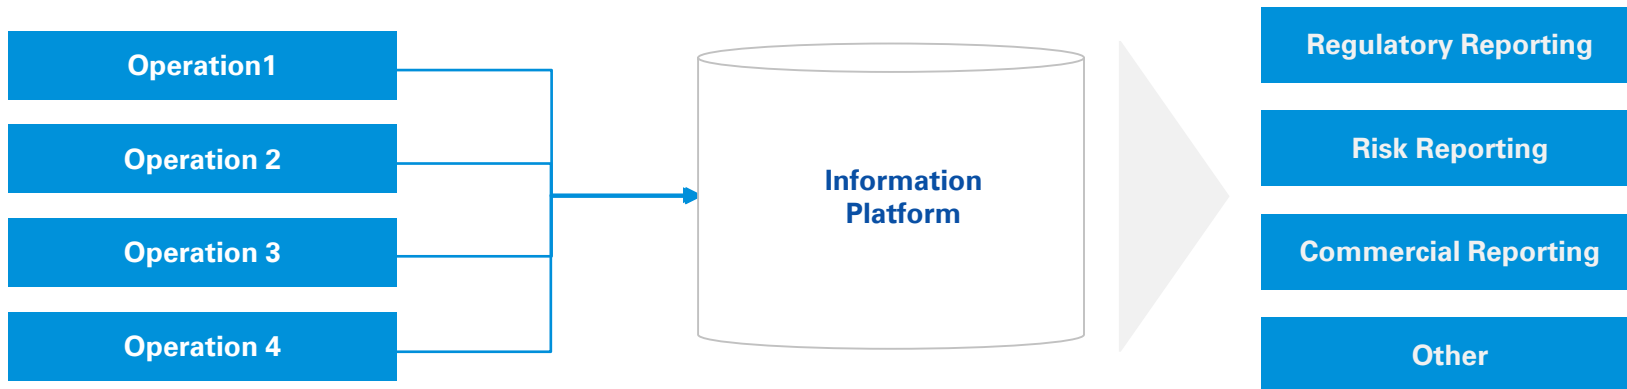 Operation1
Operation 2
Operation 3
Operation 4
Information
Platform
Regulatory Reporting
Risk Reporting
Commercial Reporting
Other